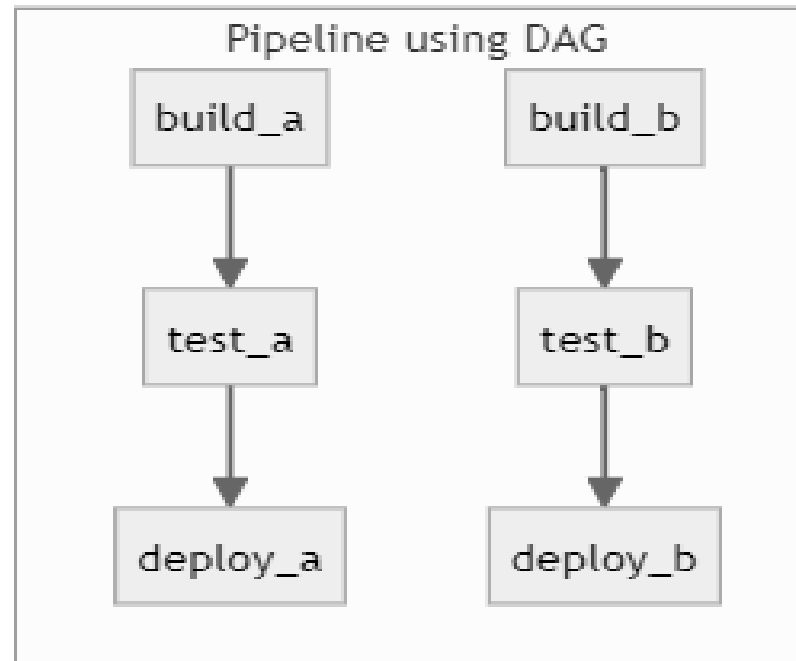 Pipeline using DAG
build_a
build_b
test_a
test_b
deploy_a
deploy_b